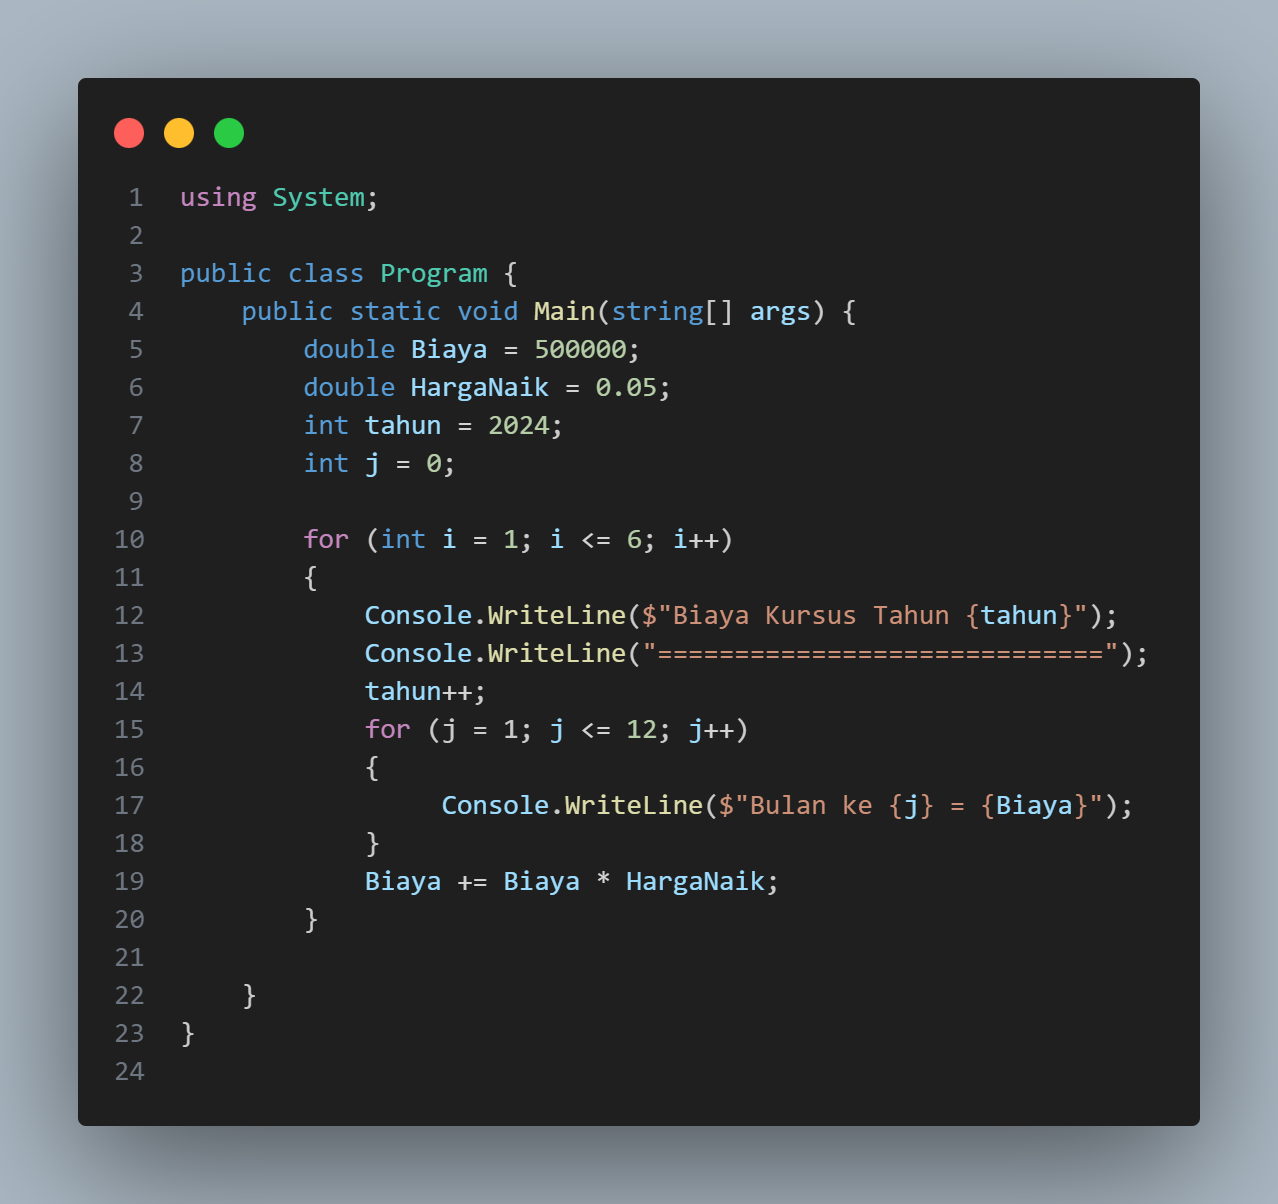 1 using System;
2
3 public class Program {
4     public static void Main(string[] args) {
5         double Biaya = 500000;
6         double HargaNaik = 0.05;
7         int tahun = 2024;
8         int j = 0;
9
10         for (int i = 1; i <= 6; i++)
11         {
12             Console.WriteLine($"Biaya Kursus Tahun {tahun}");
13             Console.WriteLine("=============================");
14             tahun++;
15             for (j = 1; j <= 12; j++)
16             {
17                  Console.WriteLine($"Bulan ke {j} = {Biaya}");
18             }
19             Biaya += Biaya * HargaNaik;
20         }
21
22     }
23 }
24